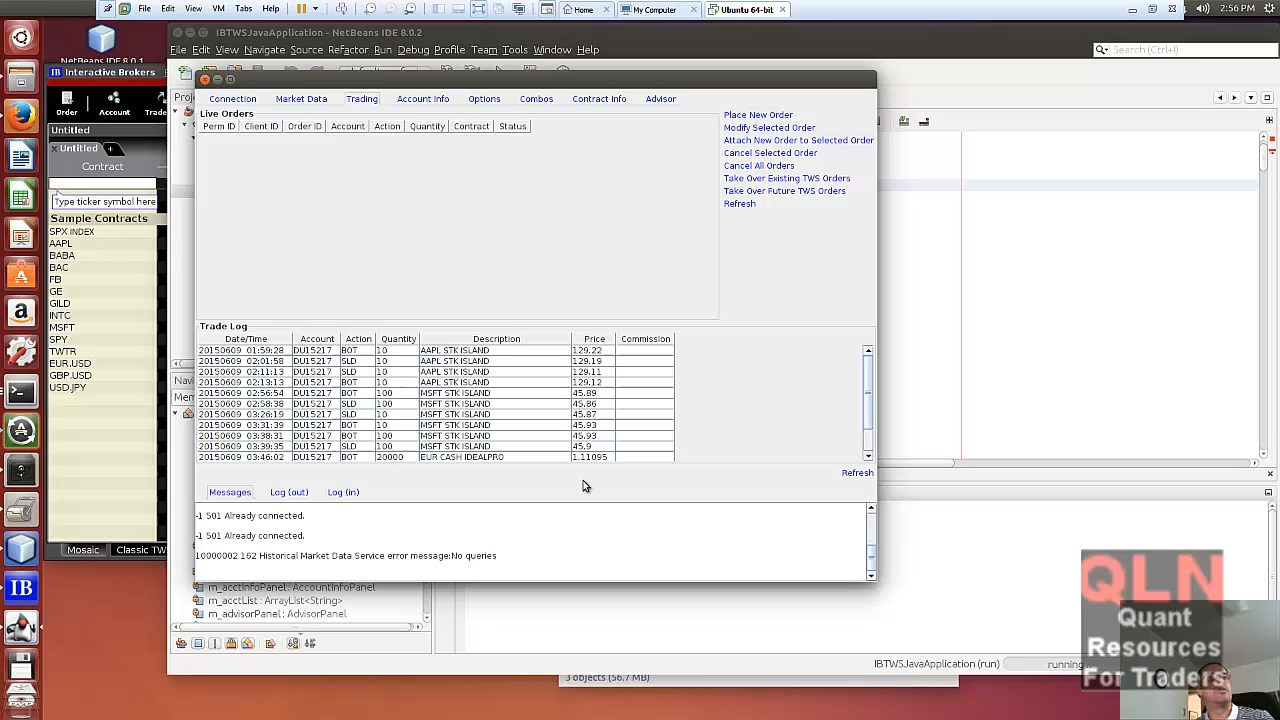 File Edit View VM Tabs Help
Home
My Computer
Ubuntu 64-bit
2:56 PM
IBTWSJavaApplication - NetBeans IDE 8.0.2
File Edit View Navigate Source Refactor Run Debug Profile Team Tools Window Help
Search (Ctrl+I)
NetBeans IDE 8.0.1
Interactive Brokers
Order Account
Untitled
Untitled
Contract
Type ticker symbol here
Sample Contracts
SPX INDEX
AAPL
BABA
BAC
FB
GE
GILD
INTC
MSFT
SPY
TWTR
EUR.USD
GBP.USD
USD.JPY
Mosaic Classic TW
Connection Market Data Trading Account Info Options Combos Contract Info Advisor
Live Orders
Perm ID Client ID Order ID Account Action Quantity Contract Status
Place New Order
Modify Selected Order
Attach New Order to Selected Order
Cancel Selected Order
Cancel All Orders
Take Over Existing TWS Orders
Take Over Future TWS Orders
Refresh
Trade Log
Date/Time Account Action Quantity Description Price Commission
20150609 01:59:28 DU15217 BOT 10 AAPL STK ISLAND 129.22
20150609 02:01:58 DU15217 SLD 10 AAPL STK ISLAND 129.19
20150609 02:11:13 DU15217 SLD 10 AAPL STK ISLAND 129.11
20150609 02:13:13 DU15217 BOT 10 AAPL STK ISLAND 129.12
20150609 02:56:54 DU15217 BOT 100 MSFT STK ISLAND 45.89
20150609 02:58:38 DU15217 SLD 100 MSFT STK ISLAND 45.86
20150609 03:26:19 DU15217 SLD 10 MSFT STK ISLAND 45.87
20150609 03:31:39 DU15217 BOT 10 MSFT STK ISLAND 45.93
20150609 03:38:31 DU15217 BOT 100 MSFT STK ISLAND 45.93
20150609 03:39:35 DU15217 SLD 100 MSFT STK ISLAND 45.9
20150609 03:46:02 DU15217 BOT 20000 EUR CASH IDEALPRO 1.11095
Refresh
Messages Log (out) Log (in)
-1 501 Already connected.
-1 501 Already connected.
10000002 162 Historical Market Data Service error message:No queries
m_acctInfoPanel : AccountInfoPanel
m_acctList : ArrayList<String>
m_advisorPanel : AdvisorPanel
IBTWSJavaApplication (run)
running
3 objects (56.7 MB)
QLN
Quant
Resources
For Traders